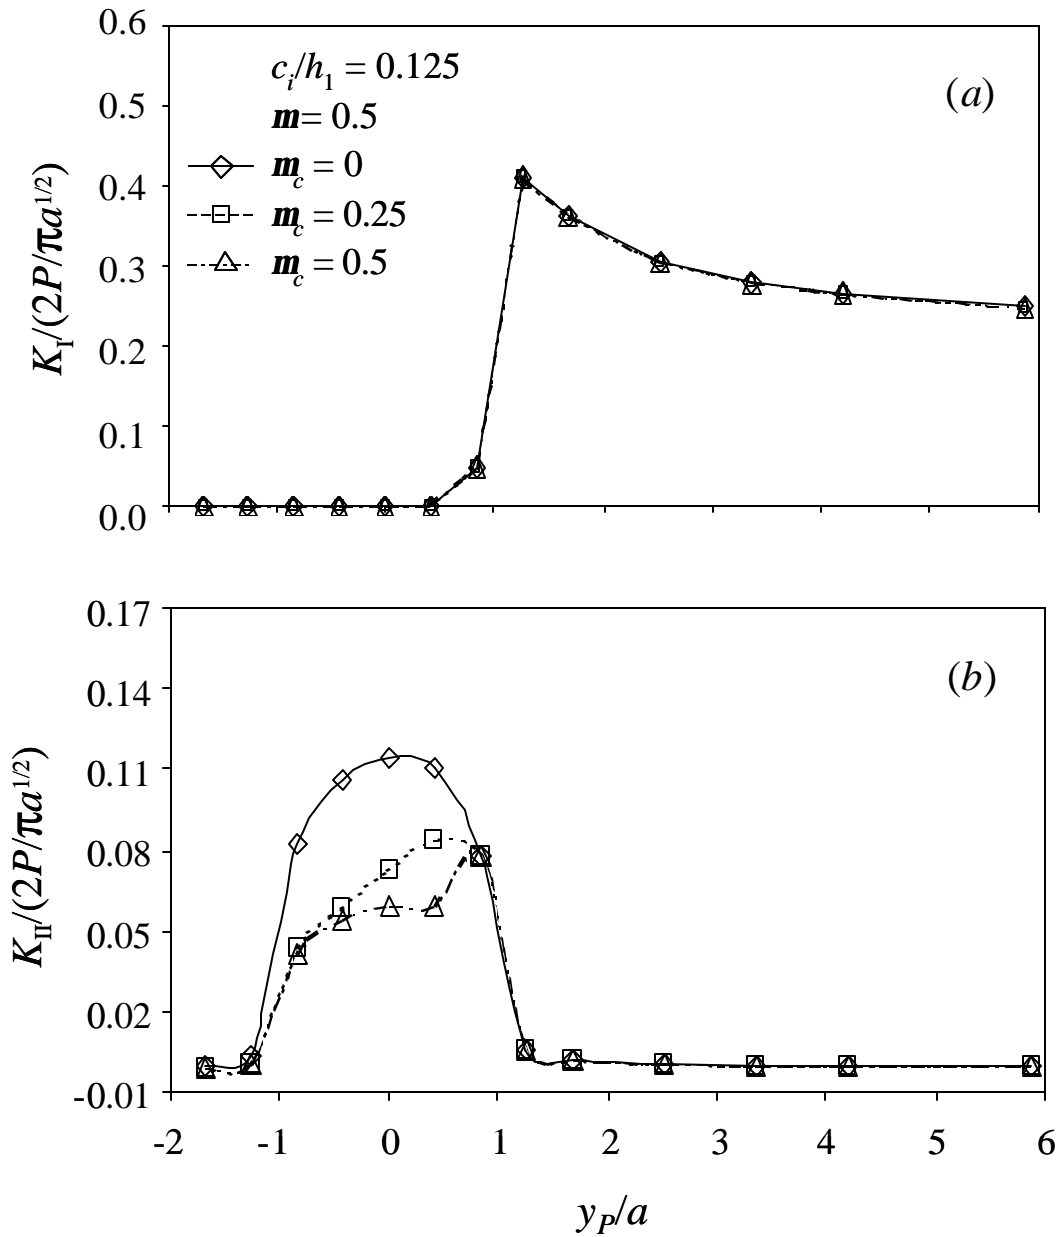 0.6
0.5
0.4
0.3
0.2
0.1
0.0
K_I/(2P/πa^{1/2})
c_i/h_1 = 0.125
m= 0.5
m_c = 0
m_c = 0.25
m_c = 0.5
(a)
0.17
0.14
0.11
0.08
0.05
0.02
-0.01
K_{II}/(2P/πa^{1/2})
(b)
-2 -1 0 1 2 3 4 5 6
y_P/a